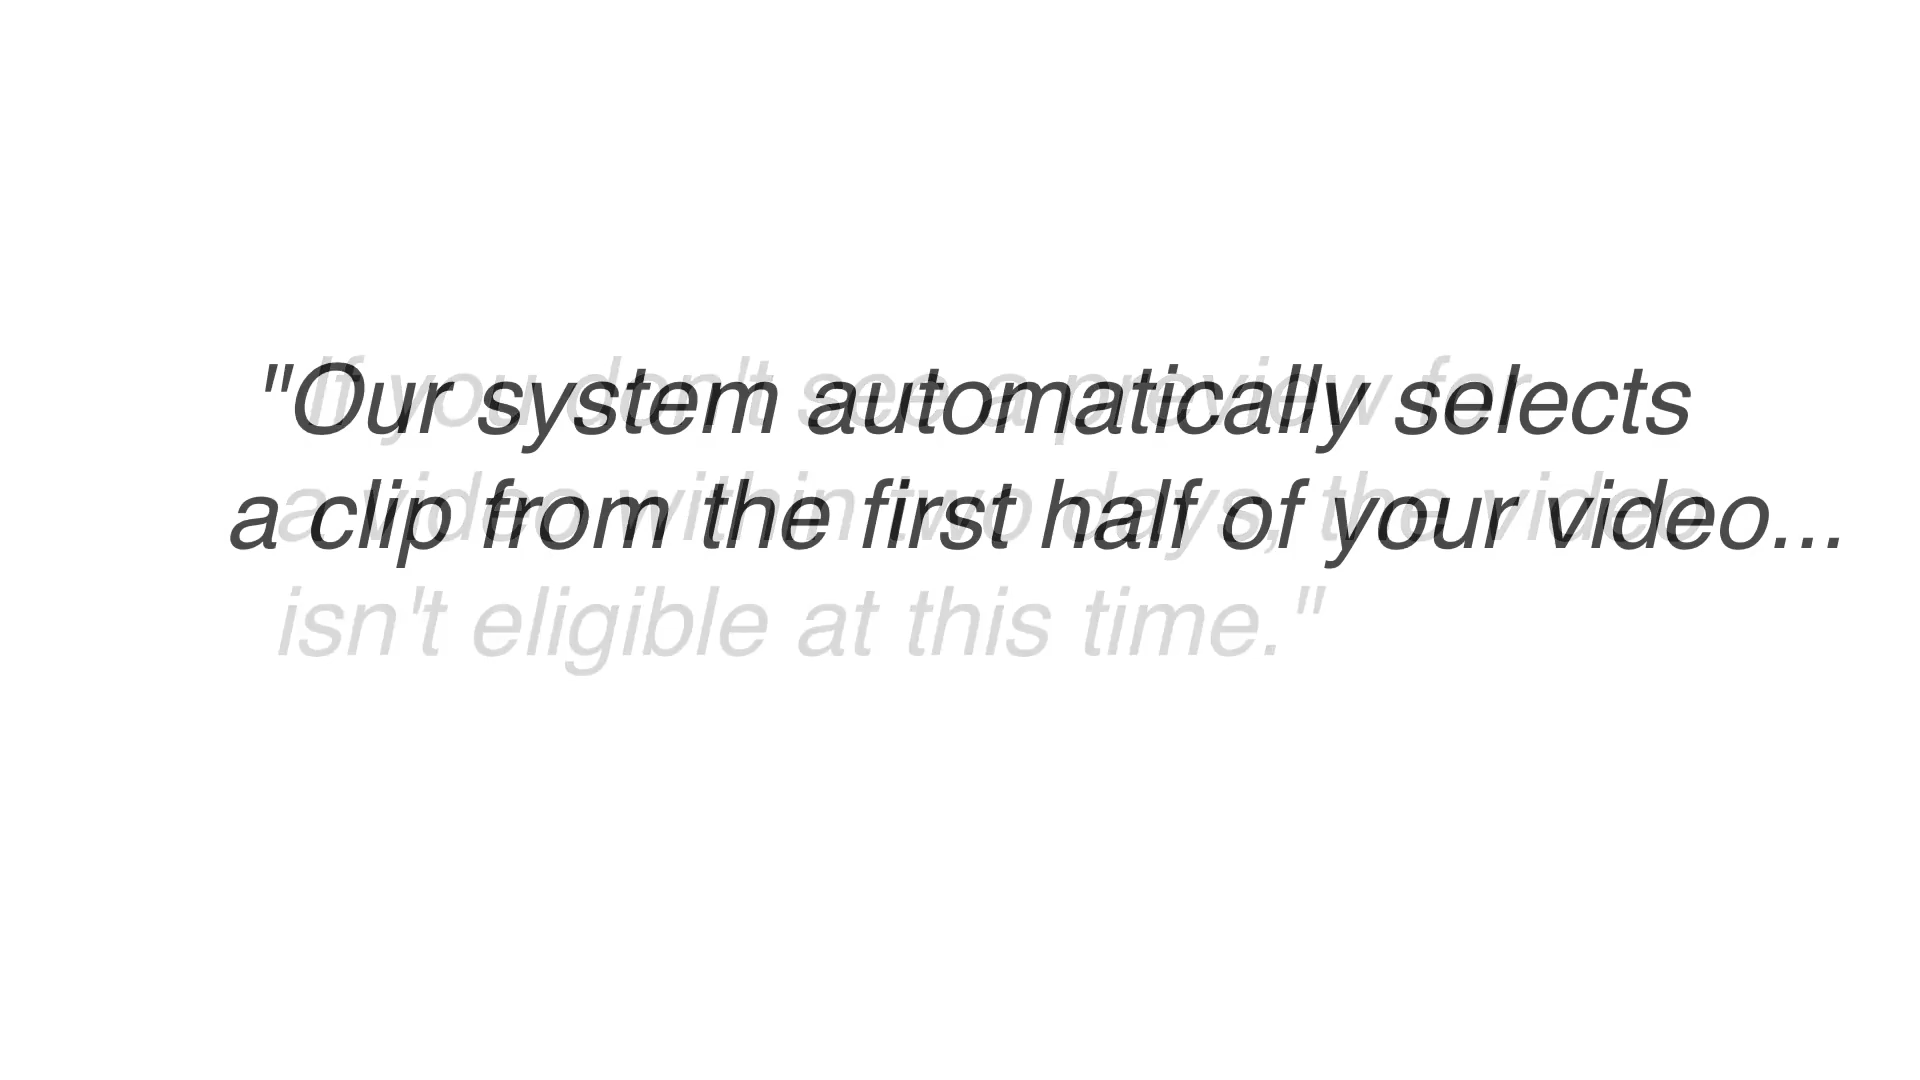 "Our system automatically selects
a clip from the first half of your video...
If you don't see a preview for
a video within two days, the video
isn't eligible at this time."